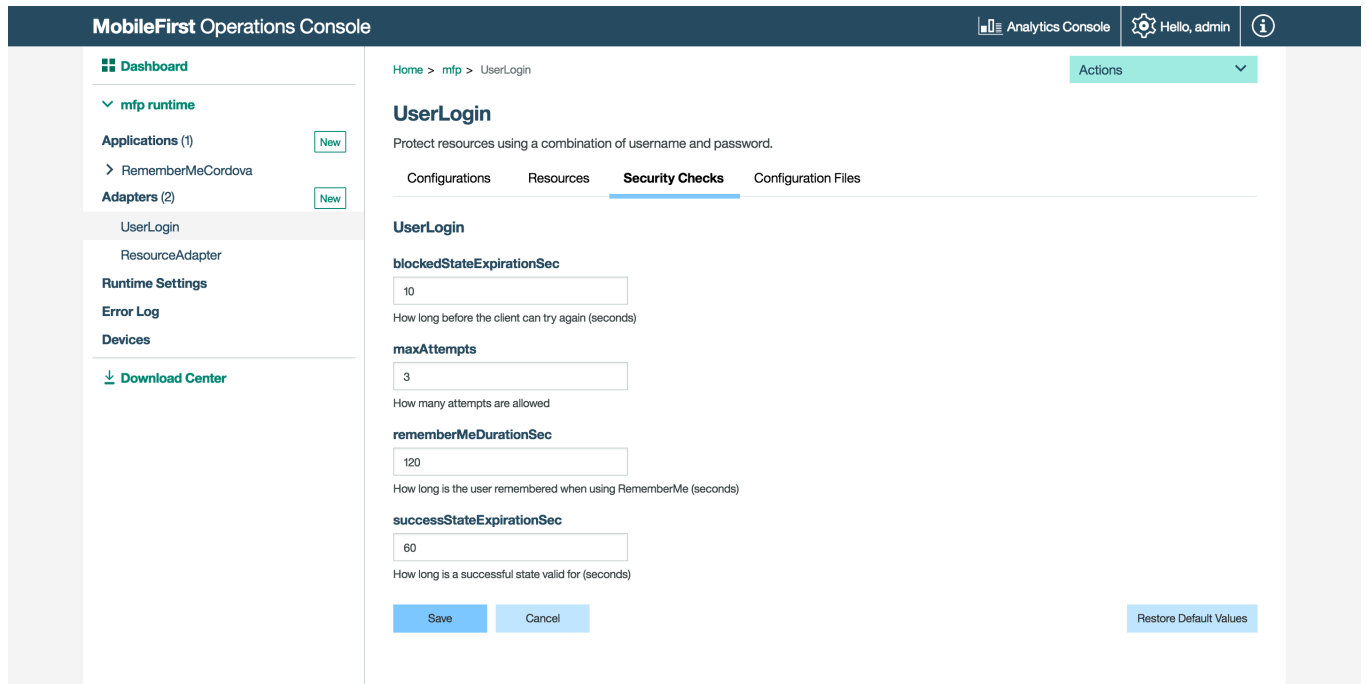 MobileFirst Operations Console
Analytics Console
Hello, admin
Dashboard
mfp runtime
Applications (1)
New
RememberMeCordova
Adapters (2)
New
UserLogin
ResourceAdapter
Runtime Settings
Error Log
Devices
Download Center
Home > mfp > UserLogin
Actions
UserLogin
Protect resources using a combination of username and password.
Configurations Resources Security Checks Configuration Files
UserLogin
blockedStateExpirationSec
10
How long before the client can try again (seconds)
maxAttempts
3
How many attempts are allowed
rememberMeDurationSec
120
How long is the user remembered when using RememberMe (seconds)
successStateExpirationSec
60
How long is a successful state valid for (seconds)
Save Cancel Restore Default Values